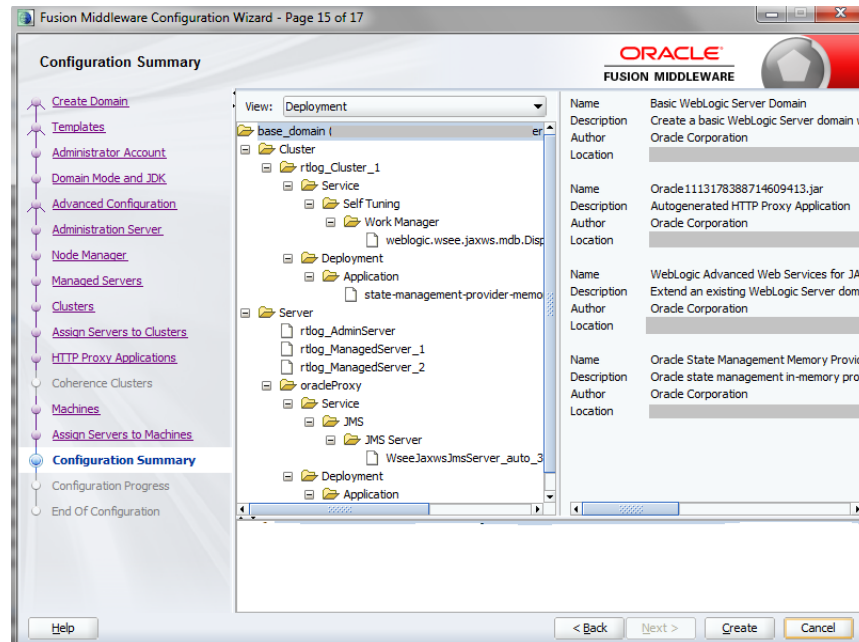 Fusion Middleware Configuration Wizard - Page 15 of 17
Configuration Summary
ORACLE
FUSION MIDDLEWARE
Create Domain
Templates
Administrator Account
Domain Mode and JDK
Advanced Configuration
Administration Server
Node Manager
Managed Servers
Clusters
Assign Servers to Clusters
HTTP Proxy Applications
Coherence Clusters
Machines
Assign Servers to Machines
Configuration Summary
Configuration Progress
End Of Configuration
View: Deployment
base_domain ( er
Cluster
rtlog_Cluster_1
Service
Self Tuning
Work Manager
weblogic.wsee.jaxws.mdb.Disp
Deployment
Application
state-management-provider-memo
Server
rtlog_AdminServer
rtlog_ManagedServer_1
rtlog_ManagedServer_2
oracleProxy
Service
JMS
JMS Server
WseeJaxwsJmsServer_auto_3
Deployment
Application
Name Basic WebLogic Server Domain
Description Create a basic WebLogic Server domain
Author Oracle Corporation
Location
Name Oracle1113178388714609413.jar
Description Autogenerated HTTP Proxy Application
Author Oracle Corporation
Location
Name WebLogic Advanced Web Services for JA
Description Extend an existing WebLogic Server dom
Author Oracle Corporation
Location
Name Oracle State Management Memory Provid
Description Oracle state management in-memory pro
Author Oracle Corporation
Location
Help
< Back
Next >
Create
Cancel